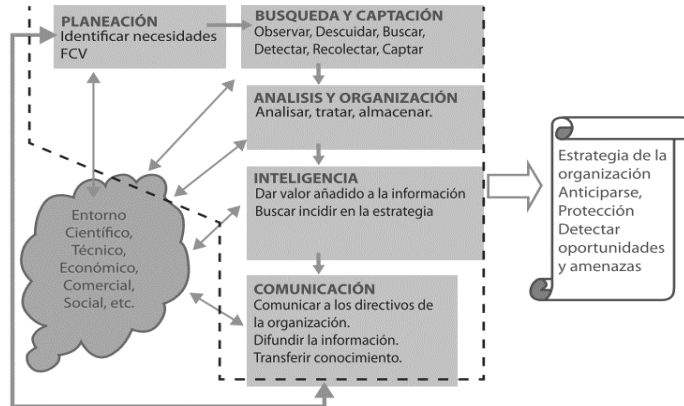 PLANEACIÓN
Identificar necesidades
FCV
BUSQUEDA Y CAPTACIÓN
Observar, Descuidar, Buscar,
Detectar, Recolectar, Captar
ANALISIS Y ORGANIZACIÓN
Analisar, tratar, almacenar.
INTELIGENCIA
Dar valor añadido a la información
Buscar incidir en la estrategia
COMUNICACIÓN
Comunicar a los directivos de
la organización.
Difundir la información.
Transferir conocimiento.
Entorno
Científico,
Técnico,
Económico,
Comercial,
Social, etc.
Estrategia de la
organización
Anticiparse,
Protección
Detectar
oportunidades
y amenazas